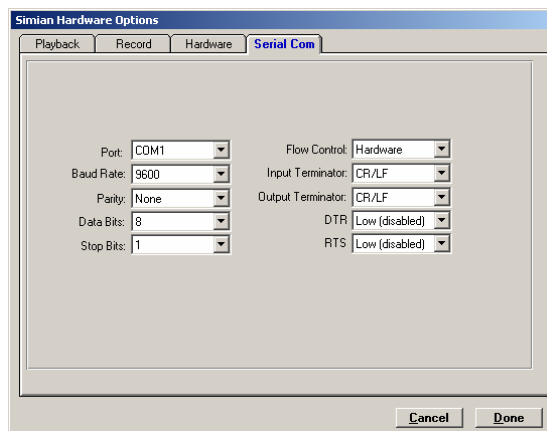 Simian Hardware Options
Playback Record Hardware Serial Com
Port: COM1 Flow Control: Hardware
Baud Rate: 9600 Input Terminator: CR/LF
Parity: None Output Terminator: CR/LF
Data Bits: 8 DTR Low (disabled)
Stop Bits: 1 RTS Low (disabled)
Cancel Done